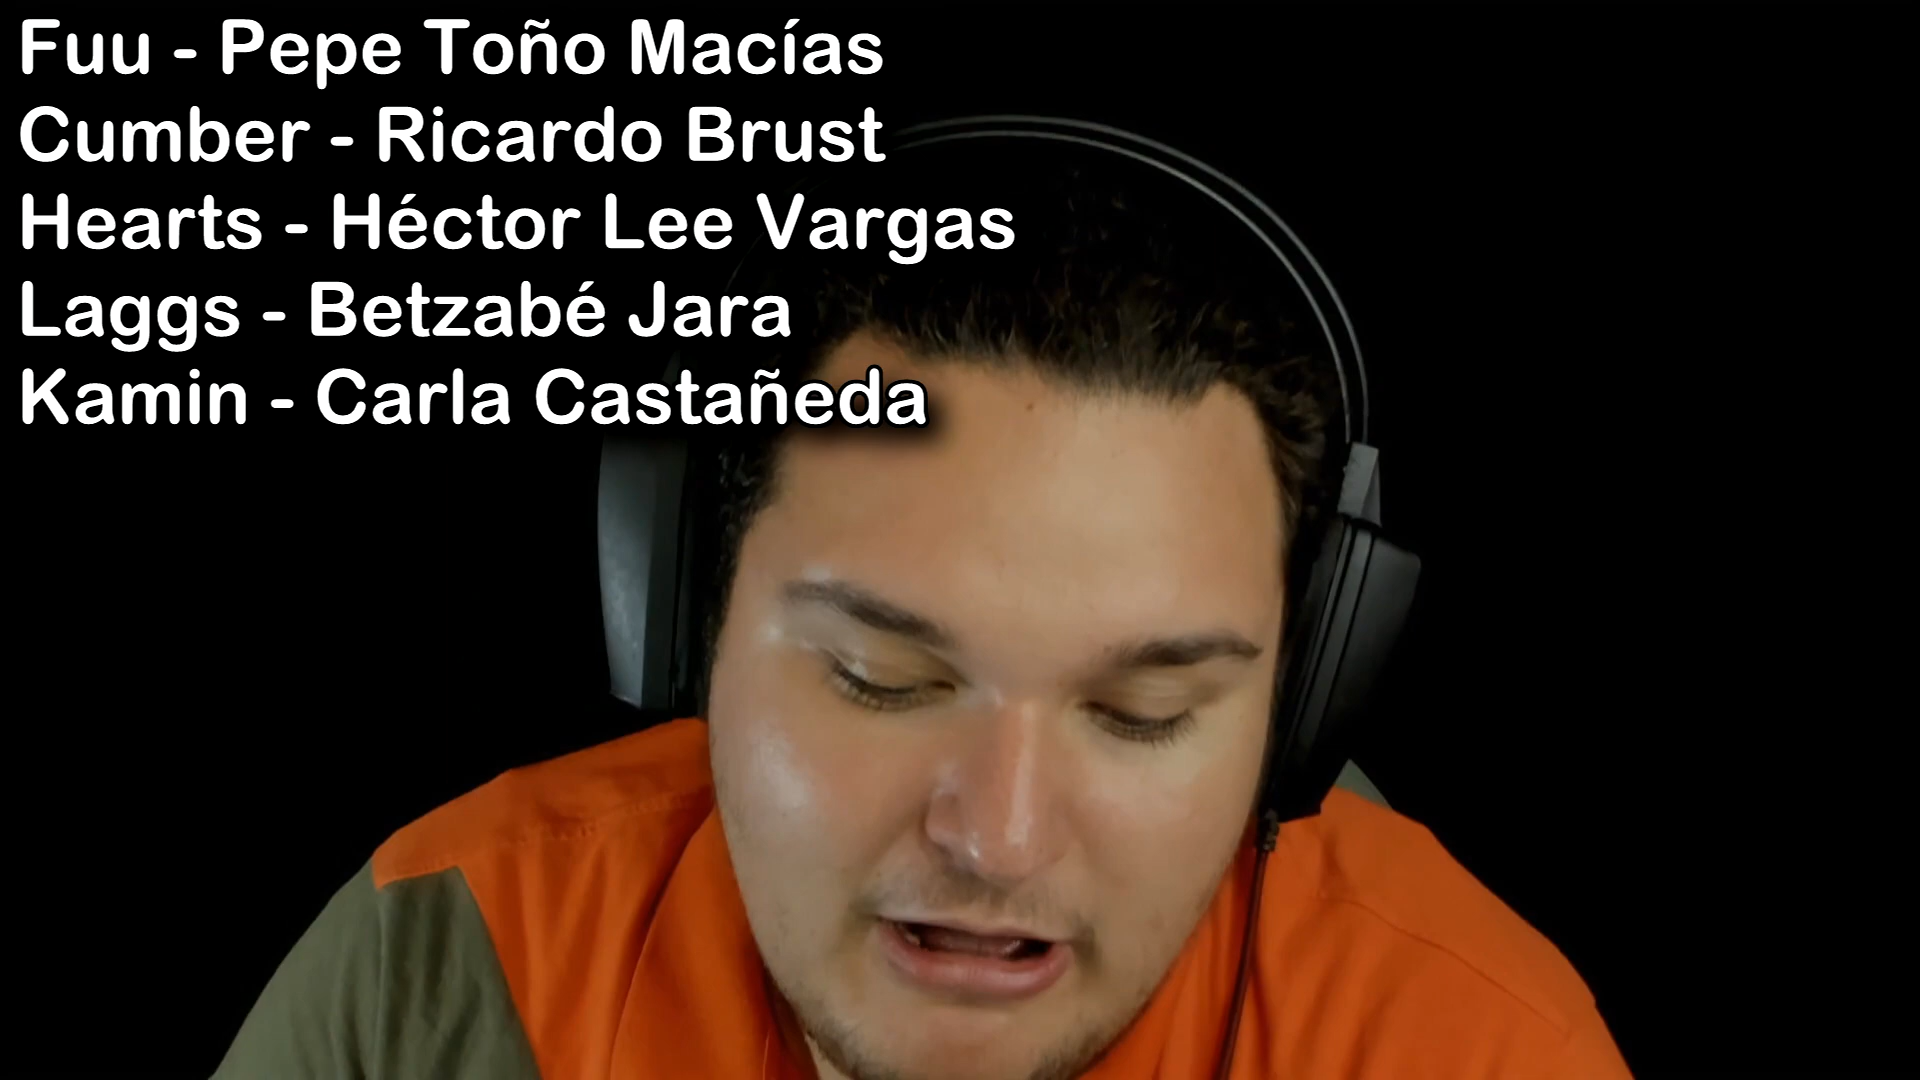 Fuu - Pepe Toño Macías
Cumber - Ricardo Brust
Hearts - Héctor Lee Vargas
Laggs - Betzabé Jara
Kamin - Carla Castañeda